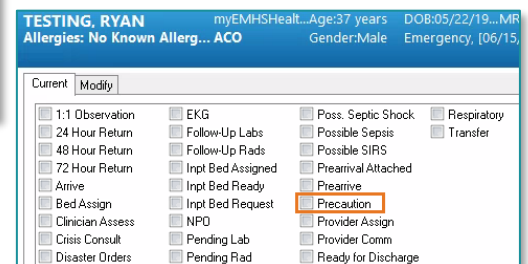 TESTING, RYAN myEMHSHealt...Age:37 years DOB:05/22/19...MR
Allergies: No Known Allerg... ACO Gender:Male Emergency, [06/15/
Current Modify
1:1 Observation EKG Poss. Septic Shock Respiratory
24 Hour Return Follow-Up Labs Possible Sepsis Transfer
48 Hour Return Follow-Up Rads Possible SIRS
72 Hour Return Inpt Bed Assigned Prearrival Attached
Arrive Inpt Bed Ready Prearrive
Bed Assign Inpt Bed Request Precaution
Clinician Assess NPO Provider Assign
Crisis Consult Pending Lab Provider Comm
Disaster Orders Pending Rad Ready for Discharge